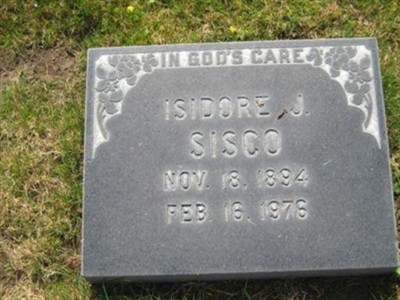 IN GOD'S CARE
ISIDORE J.
SISCO
NOV. 18, 1894
FEB. 16, 1976